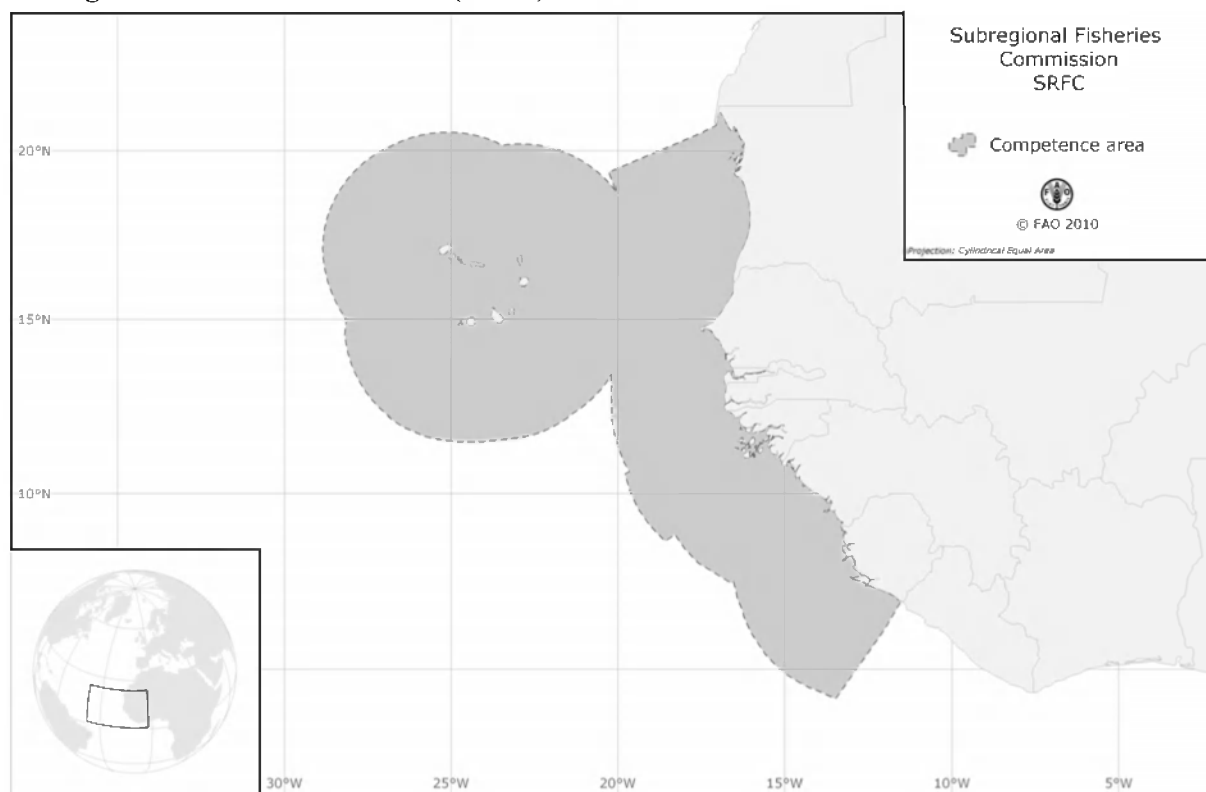 Subregional Fisheries
Commission
SRFC
Competence area
© FAO 2010
Projection: Cylindrical Equal Area
20°N
15°N
10°N
30°W 25°W 20°W 15°W 10°W 5°W